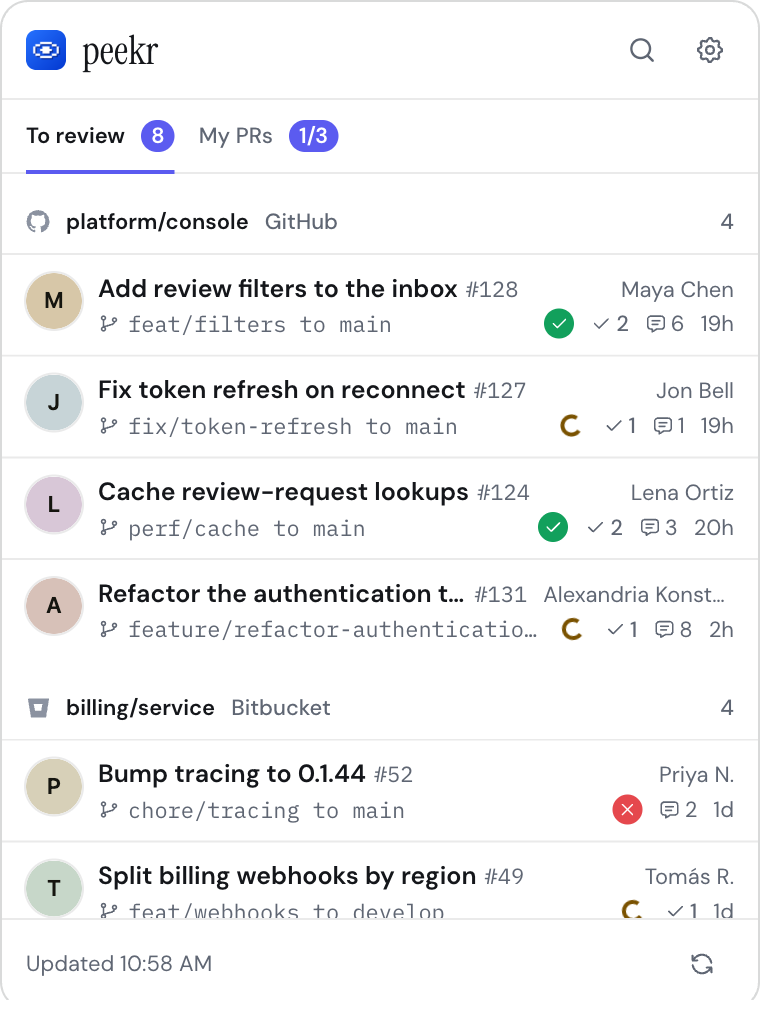 peekr
To review 8 My PRs 1/3
platform/console GitHub 4
M Add review filters to the inbox #128 Maya Chen
feat/filters to main 2 6 19h
J Fix token refresh on reconnect #127 Jon Bell
fix/token-refresh to main 1 1 19h
L Cache review-request lookups #124 Lena Ortiz
perf/cache to main 2 3 20h
A Refactor the authentication t... #131 Alexandria Konst...
feature/refactor-authenticatio... 1 8 2h
billing/service Bitbucket 4
P Bump tracing to 0.1.44 #52 Priya N.
chore/tracing to main 2 1d
T Split billing webhooks by region #49 Tomás R.
feat/webhooks to develop 1 1d
Updated 10:58 AM